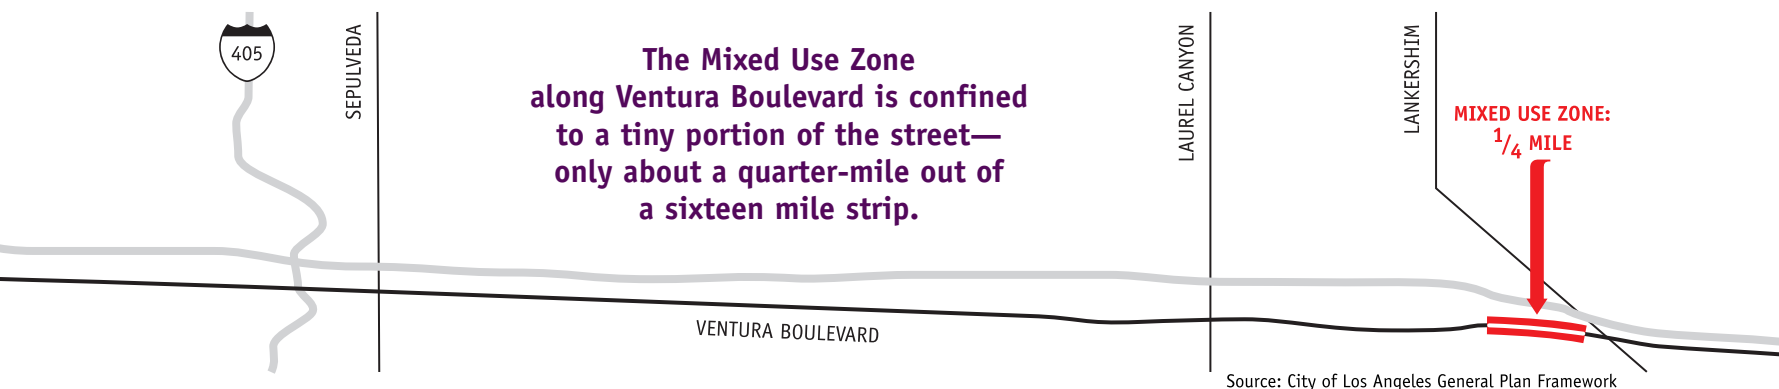 405
SEPULVEDA
The Mixed Use Zone
along Ventura Boulevard is confined
to a tiny portion of the street—
only about a quarter-mile out of
a sixteen mile strip.
LAUREL CANYON
LANKERSHIM
MIXED USE ZONE:
1/4 MILE
VENTURA BOULEVARD
Source: City of Los Angeles General Plan Framework